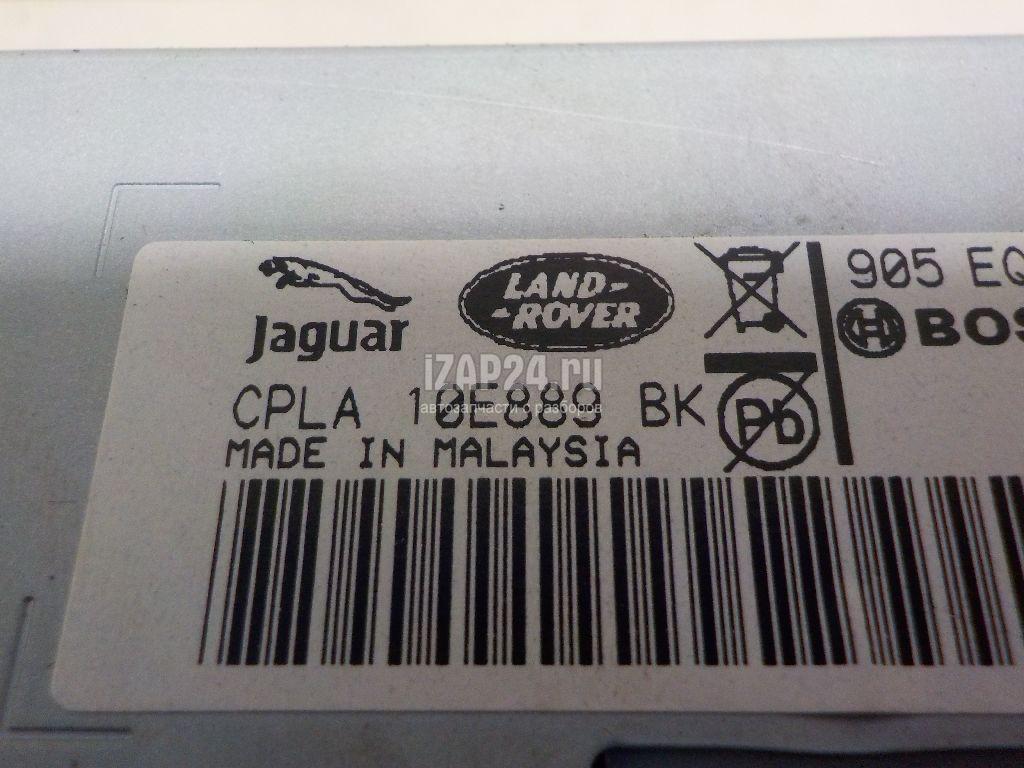 Jaguar
LAND-
-ROVER
905 EQ
BOS
iZAP24.ru
автозапчасти с разборов
CPLA 10E889 BK
Pb
MADE IN MALAYSIA